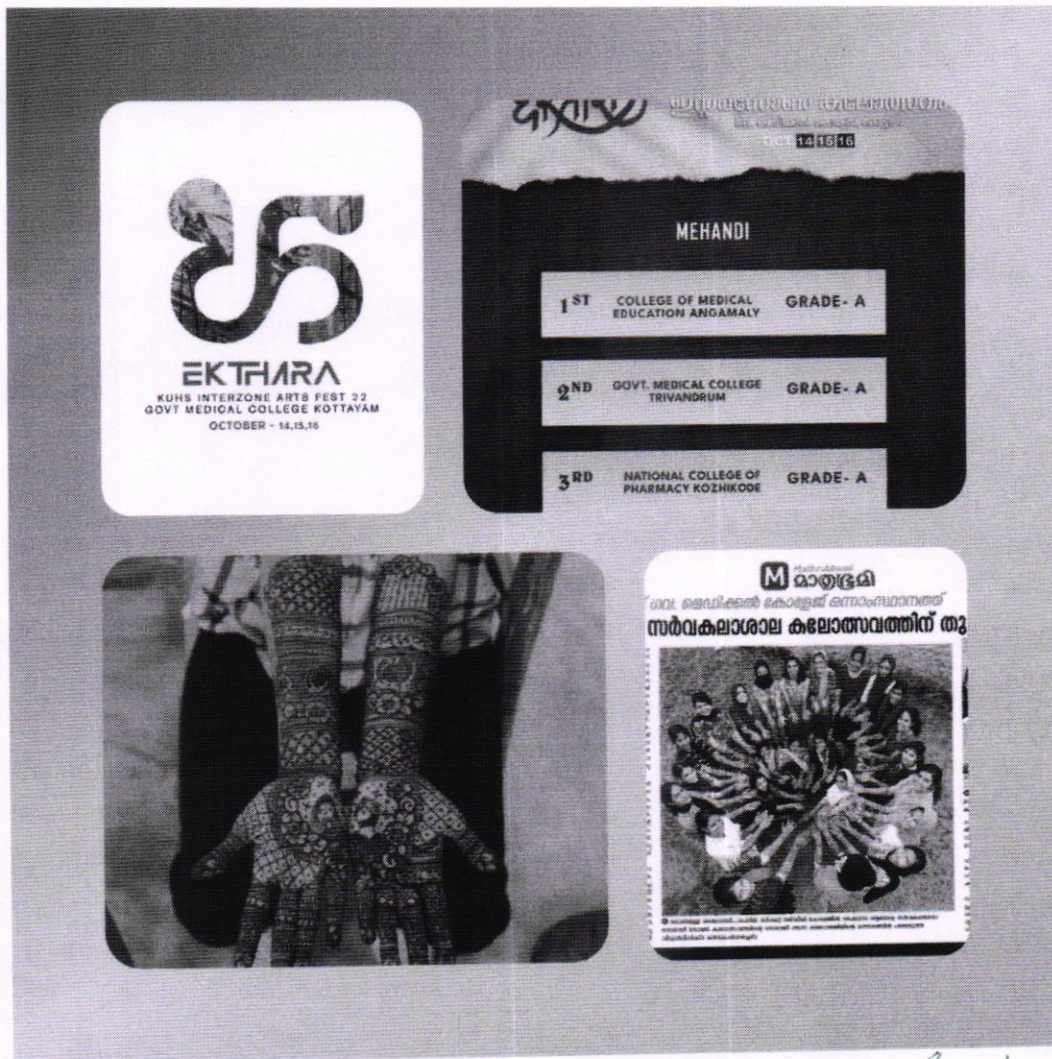 EKTHARA
KUHS INTERZONE ARTS FEST 22
GOVT MEDICAL COLLEGE KOTTAYAM
OCTOBER - 14,15,16
OCT 14 15 16
MEHANDI
1ST COLLEGE OF MEDICAL EDUCATION ANGAMALY GRADE- A
2ND GOVT. MEDICAL COLLEGE TRIVANDRUM GRADE- A
3RD NATIONAL COLLEGE OF PHARMACY KOZHIKODE GRADE- A
Mathrubhumi
M മാതൃഭൂമി
ഗവ. മെഡിക്കൽ കോളേജ് ഒന്നാംസ്ഥാനത്ത്
സർവകലാശാല കലോത്സവത്തിന് തു